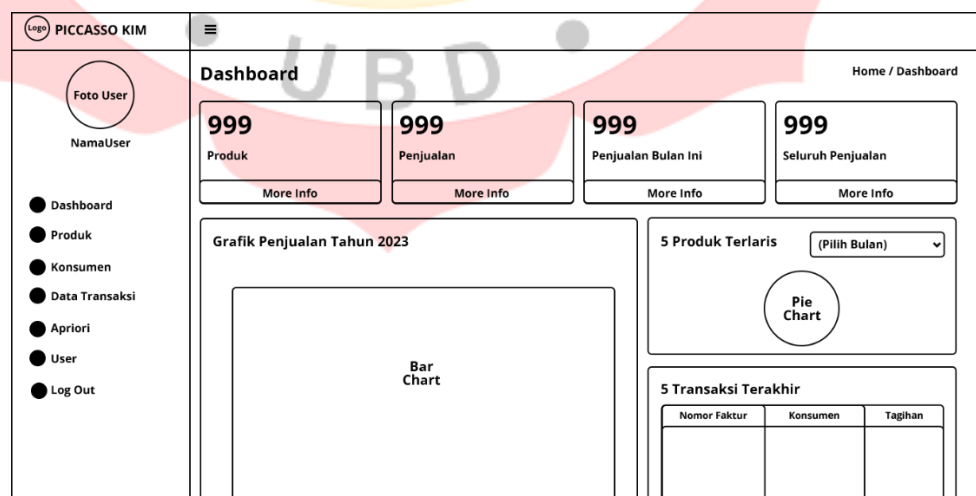 Logo PICCASSO KIM
Foto User
NamaUser
Dashboard
Produk
Konsumen
Data Transaksi
Apriori
User
Log Out
UBD
Dashboard
Home / Dashboard
999
Produk
More Info
999
Penjualan
More Info
999
Penjualan Bulan Ini
More Info
999
Seluruh Penjualan
More Info
Grafik Penjualan Tahun 2023
Bar
Chart
5 Produk Terlaris
(Pilih Bulan)
Pie
Chart
5 Transaksi Terakhir
Nomor Faktur Konsumen Tagihan